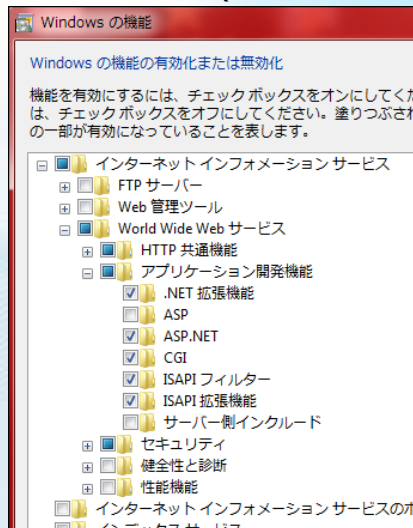 Windows の機能
Windows の機能の有効化または無効化
機能を有効にするには、チェック ボックスをオンにしてくだ
は、チェック ボックスをオフにしてください。塗りつぶされ
の一部が有効になっていることを表します。
インターネット インフォメーション サービス
FTP サーバー
Web 管理ツール
World Wide Web サービス
HTTP 共通機能
アプリケーション開発機能
.NET 拡張機能
ASP
ASP.NET
CGI
ISAPI フィルター
ISAPI 拡張機能
サーバー側インクルード
セキュリティ
健全性と診断
性能機能
インターネット インフォメーション サービスのホ
インデックス サービス